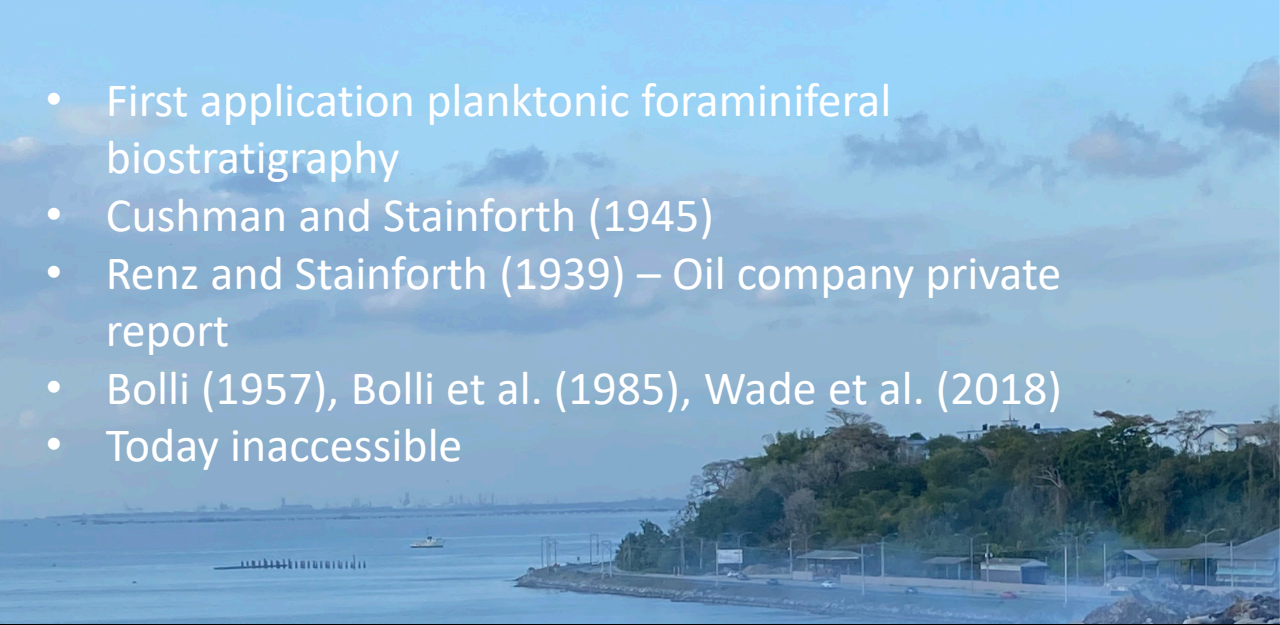 • First application planktonic foraminiferal
biostratigraphy
• Cushman and Stainforth (1945)
• Renz and Stainforth (1939) – Oil company private
report
• Bolli (1957), Bolli et al. (1985), Wade et al. (2018)
• Today inaccessible